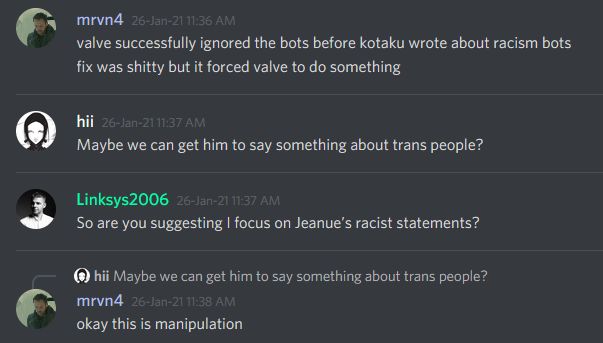 mrvn4 26-Jan-21 11:36 AM
valve successfully ignored the bots before kotaku wrote about racism bots
fix was shitty but it forced valve to do something
hii 26-Jan-21 11:37 AM
Maybe we can get him to say something about trans people?
Linksys2006 26-Jan-21 11:37 AM
So are you suggesting I focus on Jeanue's racist statements?
hii Maybe we can get him to say something about trans people?
mrvn4 26-Jan-21 11:38 AM
okay this is manipulation